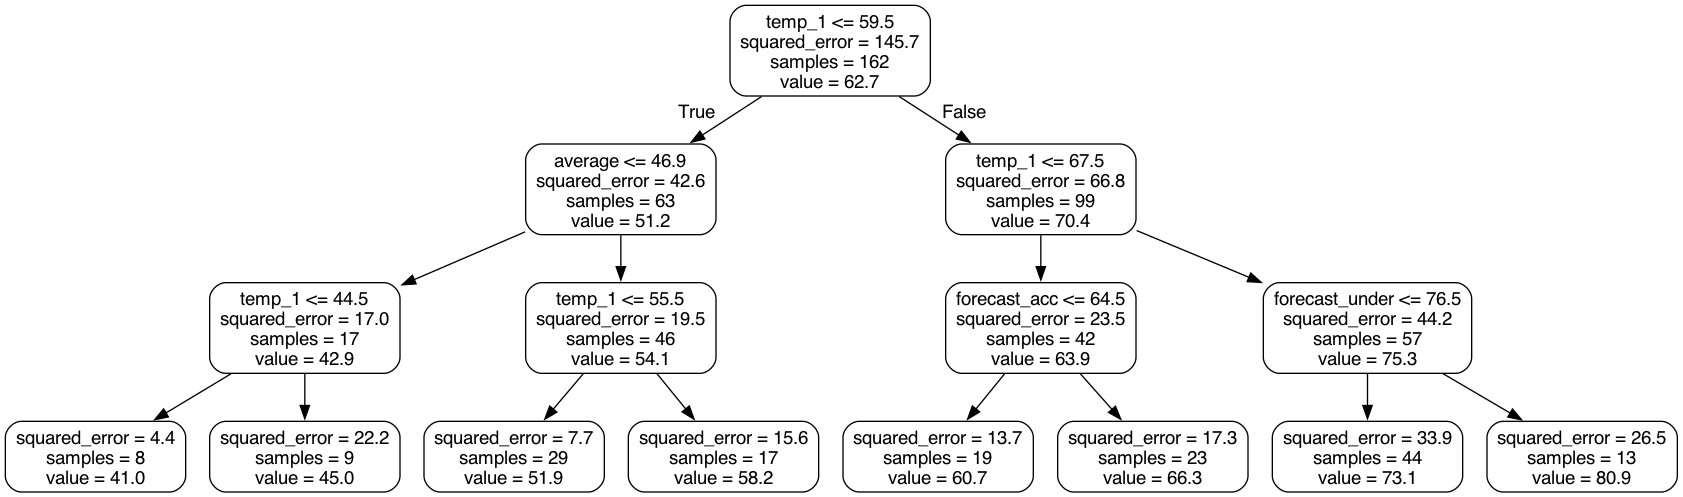 temp_1 <= 59.5
squared_error = 145.7
samples = 162
value = 62.7
True
False
average <= 46.9
squared_error = 42.6
samples = 63
value = 51.2
temp_1 <= 67.5
squared_error = 66.8
samples = 99
value = 70.4
temp_1 <= 44.5
squared_error = 17.0
samples = 17
value = 42.9
temp_1 <= 55.5
squared_error = 19.5
samples = 46
value = 54.1
forecast_acc <= 64.5
squared_error = 23.5
samples = 42
value = 63.9
forecast_under <= 76.5
squared_error = 44.2
samples = 57
value = 75.3
squared_error = 4.4
samples = 8
value = 41.0
squared_error = 22.2
samples = 9
value = 45.0
squared_error = 7.7
samples = 29
value = 51.9
squared_error = 15.6
samples = 17
value = 58.2
squared_error = 13.7
samples = 19
value = 60.7
squared_error = 17.3
samples = 23
value = 66.3
squared_error = 33.9
samples = 44
value = 73.1
squared_error = 26.5
samples = 13
value = 80.9